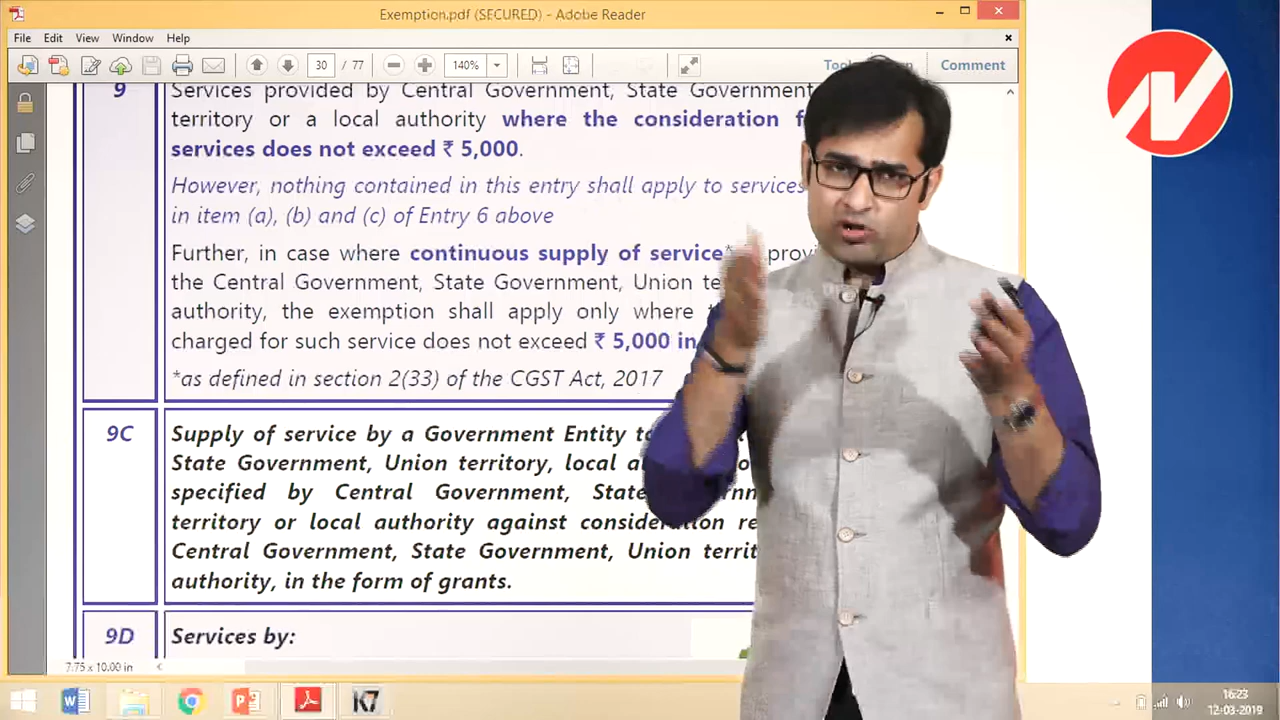 Exemption.pdf (SECURED) - Adobe Reader
File Edit View Window Help
30 / 77 140% Comment
9 Services provided by Central Government, State Government
territory or a local authority where the consideration
services does not exceed ₹ 5,000.
However, nothing contained in this entry shall apply to services
in item (a), (b) and (c) of Entry 6 above
Further, in case where continuous supply of service*
the Central Government, State Government, Union
authority, the exemption shall apply only where
charged for such service does not exceed ₹ 5,000 in
*as defined in section 2(33) of the CGST Act, 2017
9C Supply of service by a Government Entity
State Government, Union territory, local
specified by Central Government,
territory or local authority against consideration
Central Government, State Government, Union
authority, in the form of grants.
9D Services by:
7.75 x 10.00 in
16:23
12-03-2019
K7
N